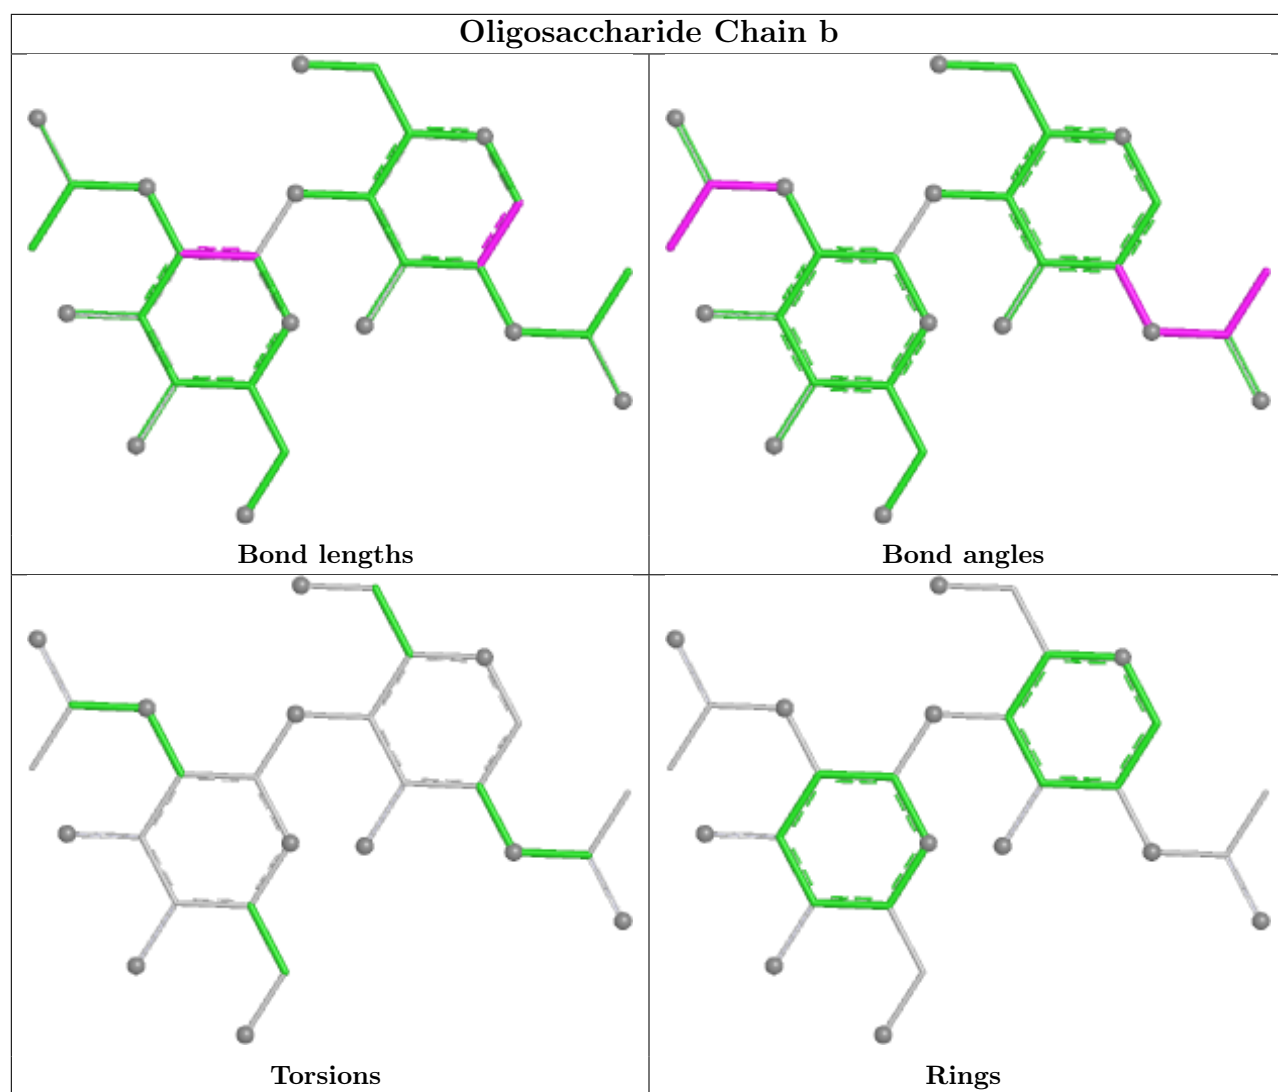 Oligosaccharide Chain b
Bond lengths
Bond angles
Torsions
Rings